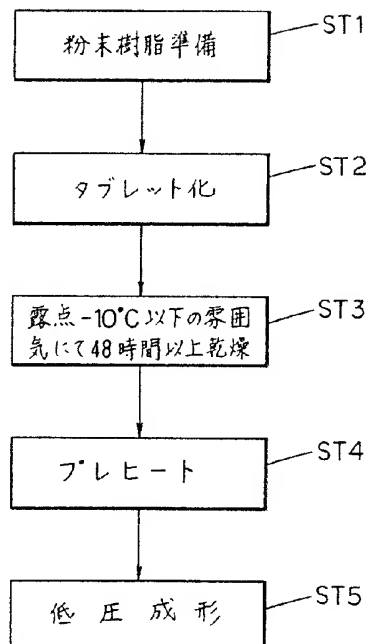 粉末樹脂準備
ST1
タブレット化
ST2
露点-10°C以下の雰囲
気にて48時間以上乾燥
ST3
プレヒート
ST4
低圧成形
ST5